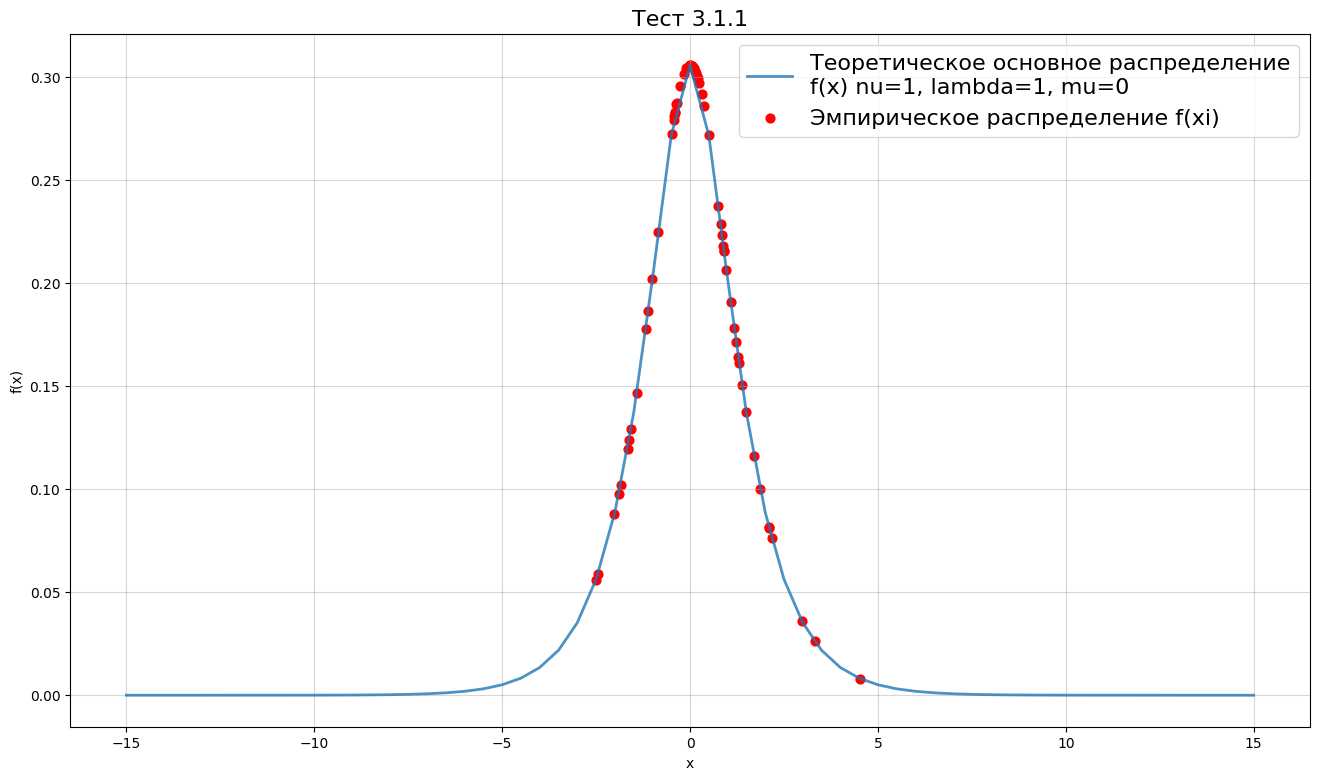 Тест 3.1.1
Теоретическое основное распределение
f(x) nu=1, lambda=1, mu=0
Эмпирическое распределение f(xi)
0.30
0.25
0.20
0.15
0.10
0.05
0.00
f(x)
−15
−10
−5
0
5
10
15
x